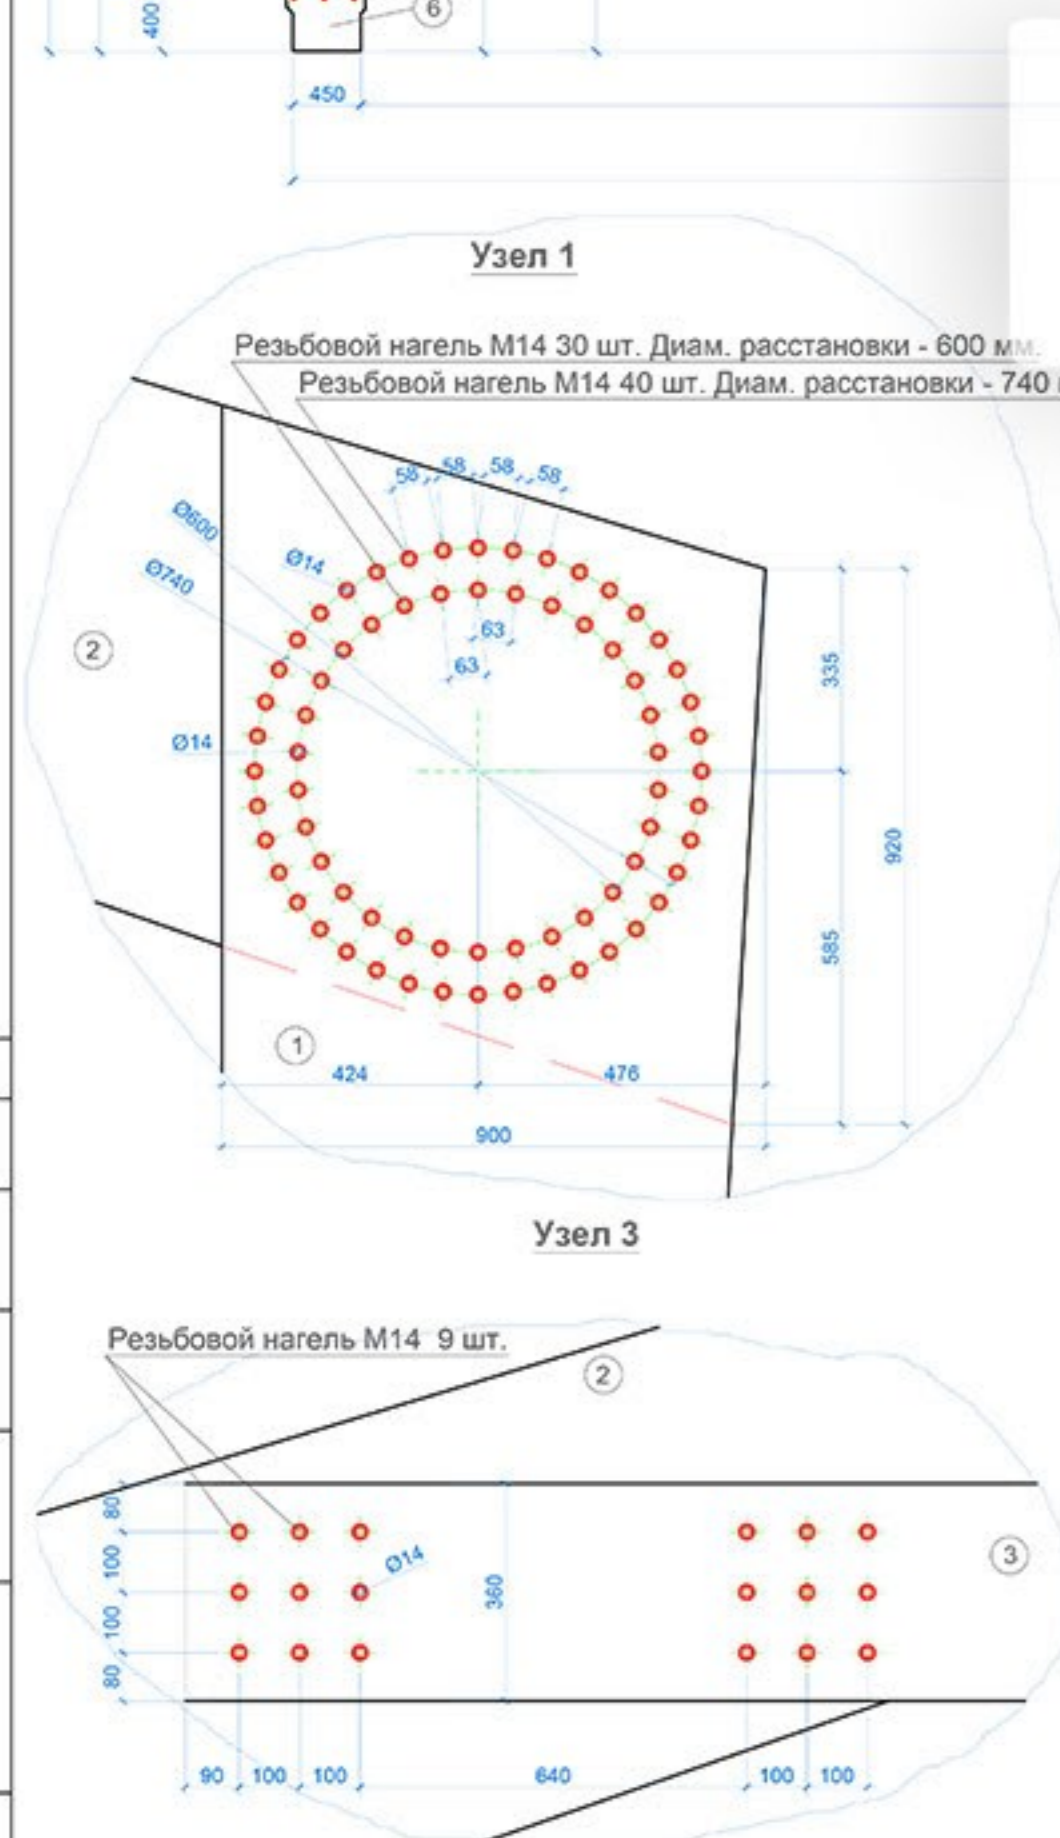 400
6
450
Узел 1
Резьбовой нагель М14 30 шт. Диам. расстановки - 600 мм.
Резьбовой нагель М14 40 шт. Диам. расстановки - 740
58 58 58 58
Ø600
Ø14
Ø740
63
2
335
63
Ø14
920
585
1
424 476
900
Узел 3
Резьбовой нагель М14 9 шт.
2
80
100
Ø14
3
360
100
80
90 100 100 640 100 100